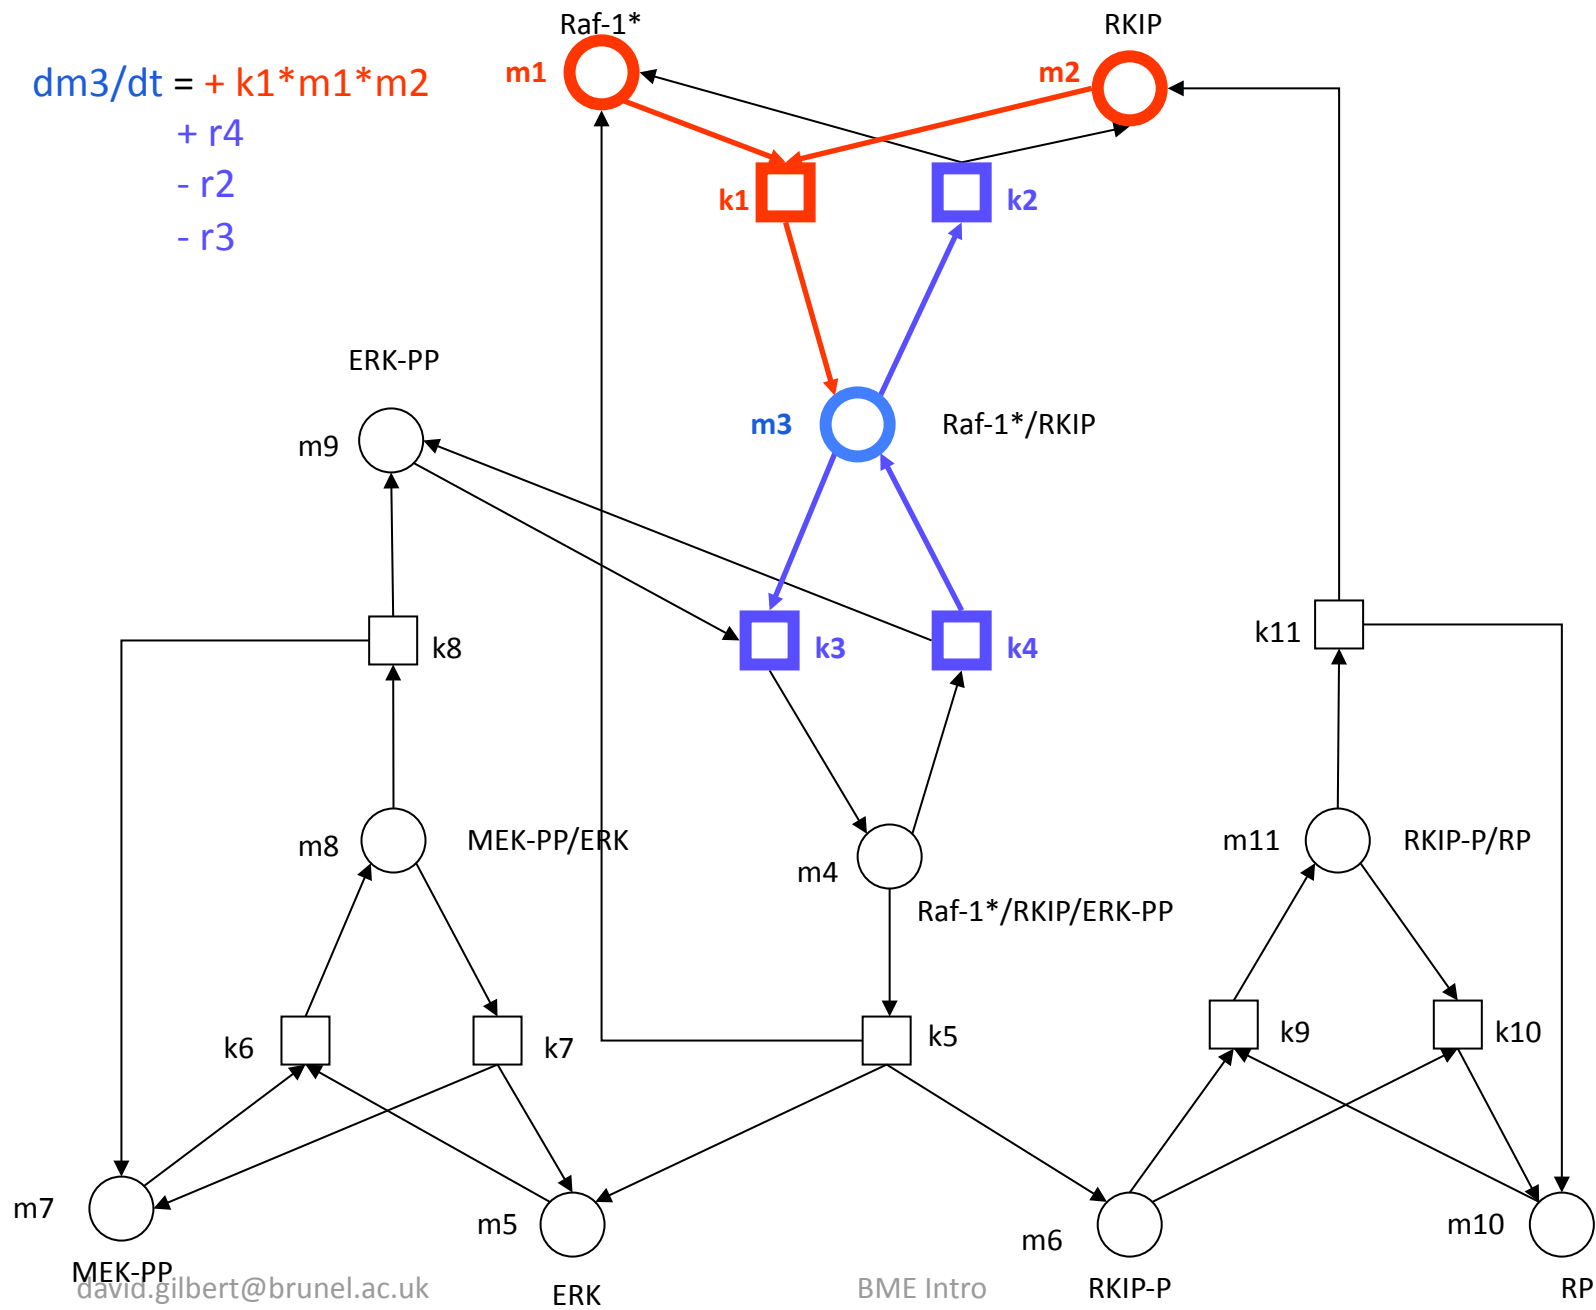 Raf-1*
RKIP
m1
m2
dm3/dt = + k1*m1*m2
+ r4
- r2
- r3
k1
k2
ERK-PP
m3
Raf-1*/RKIP
m9
k8
k3
k4
k11
m8
MEK-PP/ERK
m4
m11
RKIP-P/RP
Raf-1*/RKIP/ERK-PP
k6
k7
k5
k9
k10
m7
m5
m6
m10
MEK-PP
david.gilbert@brunel.ac.uk
ERK
BME Intro
RKIP-P
RP